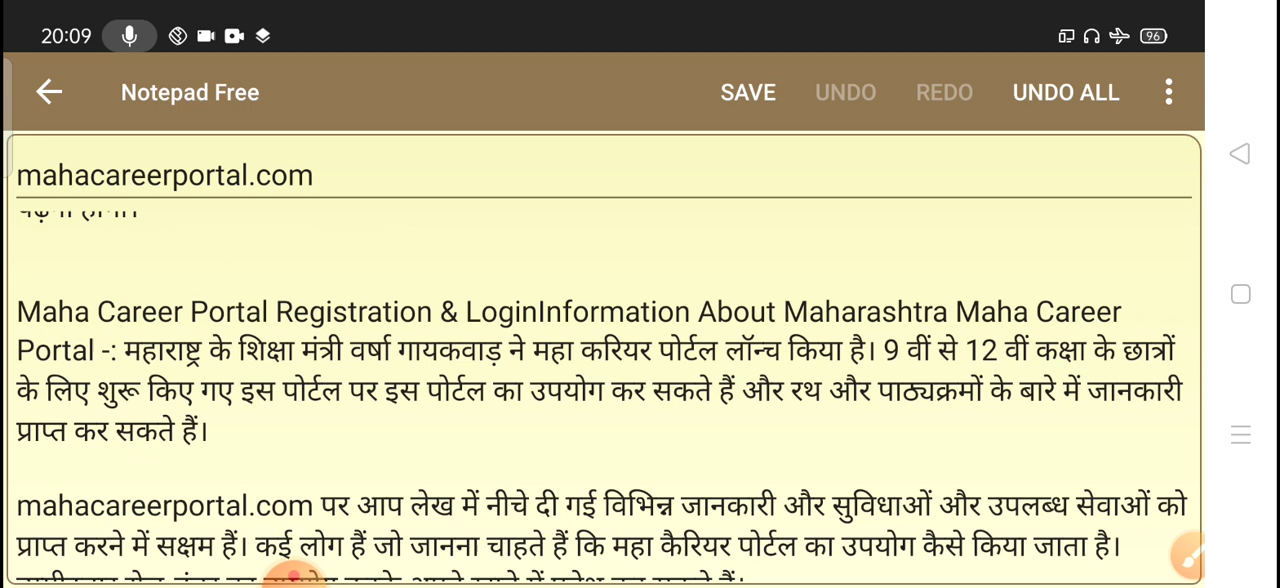 20:09
96
Notepad Free
SAVE UNDO REDO UNDO ALL
mahacareerportal.com
Maha Career Portal Registration & LoginInformation About Maharashtra Maha Career
Portal -: महाराष्ट्र के शिक्षा मंत्री वर्षा गायकवाड़ ने महा करियर पोर्टल लॉन्च किया है। 9 वीं से 12 वीं कक्षा के छात्रों
के लिए शुरू किए गए इस पोर्टल पर इस पोर्टल का उपयोग कर सकते हैं और रथ और पाठ्यक्रमों के बारे में जानकारी
प्राप्त कर सकते हैं।
mahacareerportal.com पर आप लेख में नीचे दी गई विभिन्न जानकारी और सुविधाओं और उपलब्ध सेवाओं को
प्राप्त करने में सक्षम हैं। कई लोग हैं जो जानना चाहते हैं कि महा कैरियर पोर्टल का उपयोग कैसे किया जाता है।